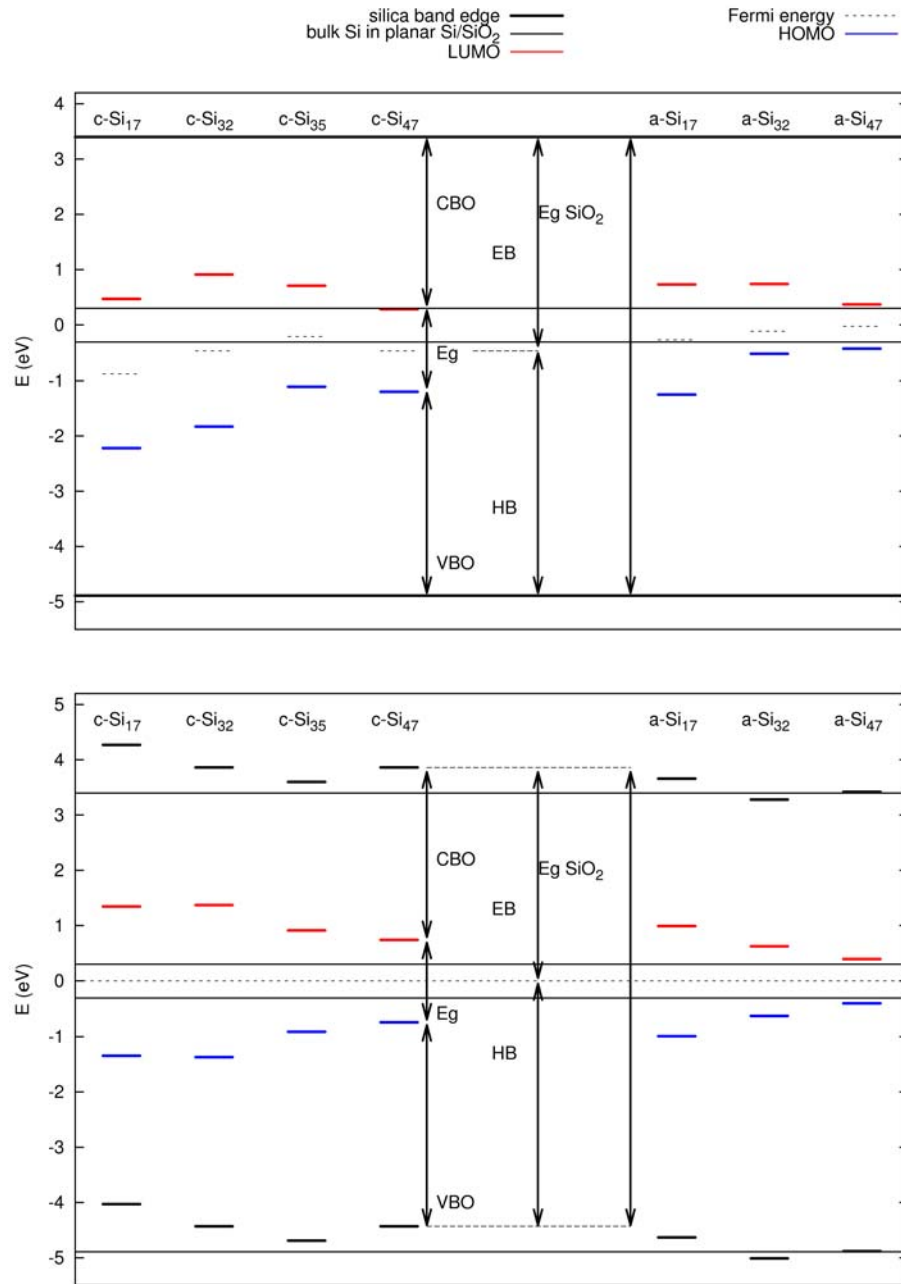 silica band edge
Fermi energy
bulk Si in planar Si/SiO₂
HOMO
LUMO
4
c-Si₁₇ c-Si₃₂ c-Si₃₅ c-Si₄₇ a-Si₁₇ a-Si₃₂ a-Si₄₇
3
CBO
Eg SiO₂
2
EB
1
0
E (eV)
Eg
-1
-2
-3
HB
-4
VBO
-5
5
c-Si₁₇ c-Si₃₂ c-Si₃₅ c-Si₄₇ a-Si₁₇ a-Si₃₂ a-Si₄₇
4
3
CBO
Eg SiO₂
2
EB
1
0
E (eV)
Eg
-1
HB
-2
-3
-4
VBO
-5